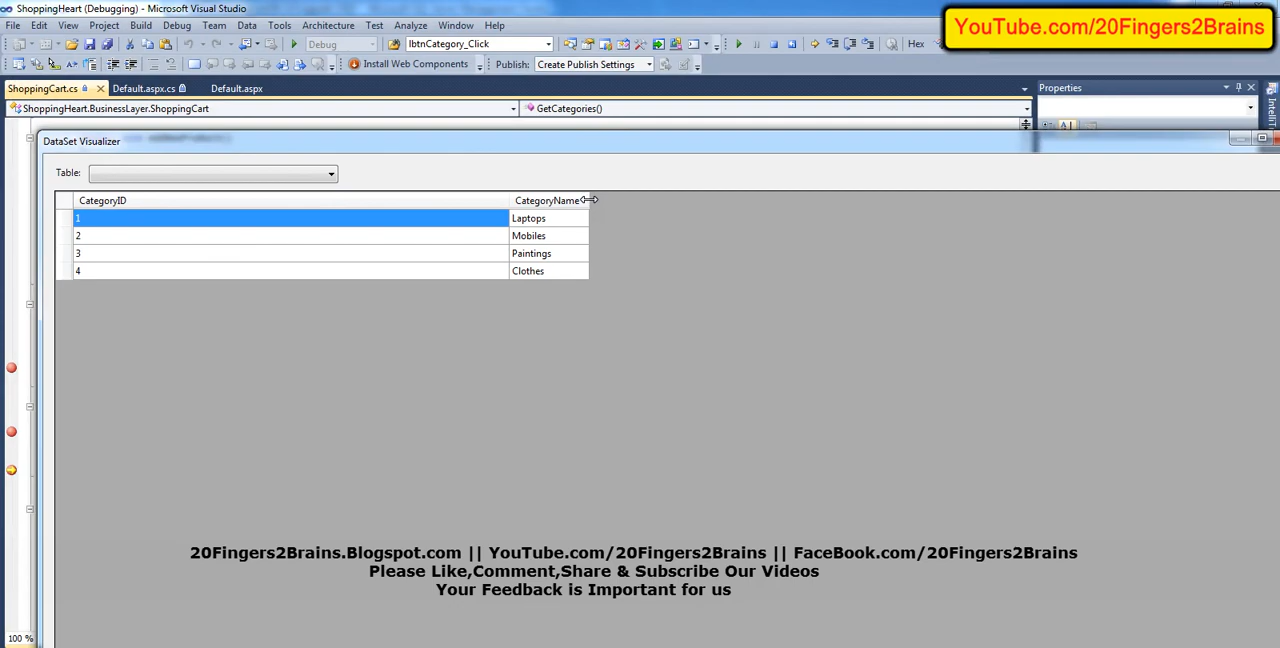 ShoppingHeart (Debugging) - Microsoft Visual Studio
YouTube.com/20Fingers2Brains
File Edit View Project Build Debug Team Data Tools Architecture Test Analyze Window Help
Debug lbtnCategory_Click Hex
Install Web Components Publish: Create Publish Settings
ShoppingCart.cs Default.aspx.cs Default.aspx Properties
ShoppingHeart.BusinessLayer.ShoppingCart GetCategories()
DataSet Visualizer
Table:
CategoryID CategoryName
1 Laptops
2 Mobiles
3 Paintings
4 Clothes
20Fingers2Brains.Blogspot.com || YouTube.com/20Fingers2Brains || FaceBook.com/20Fingers2Brains
Please Like,Comment,Share & Subscribe Our Videos
Your Feedback is Important for us
100 %